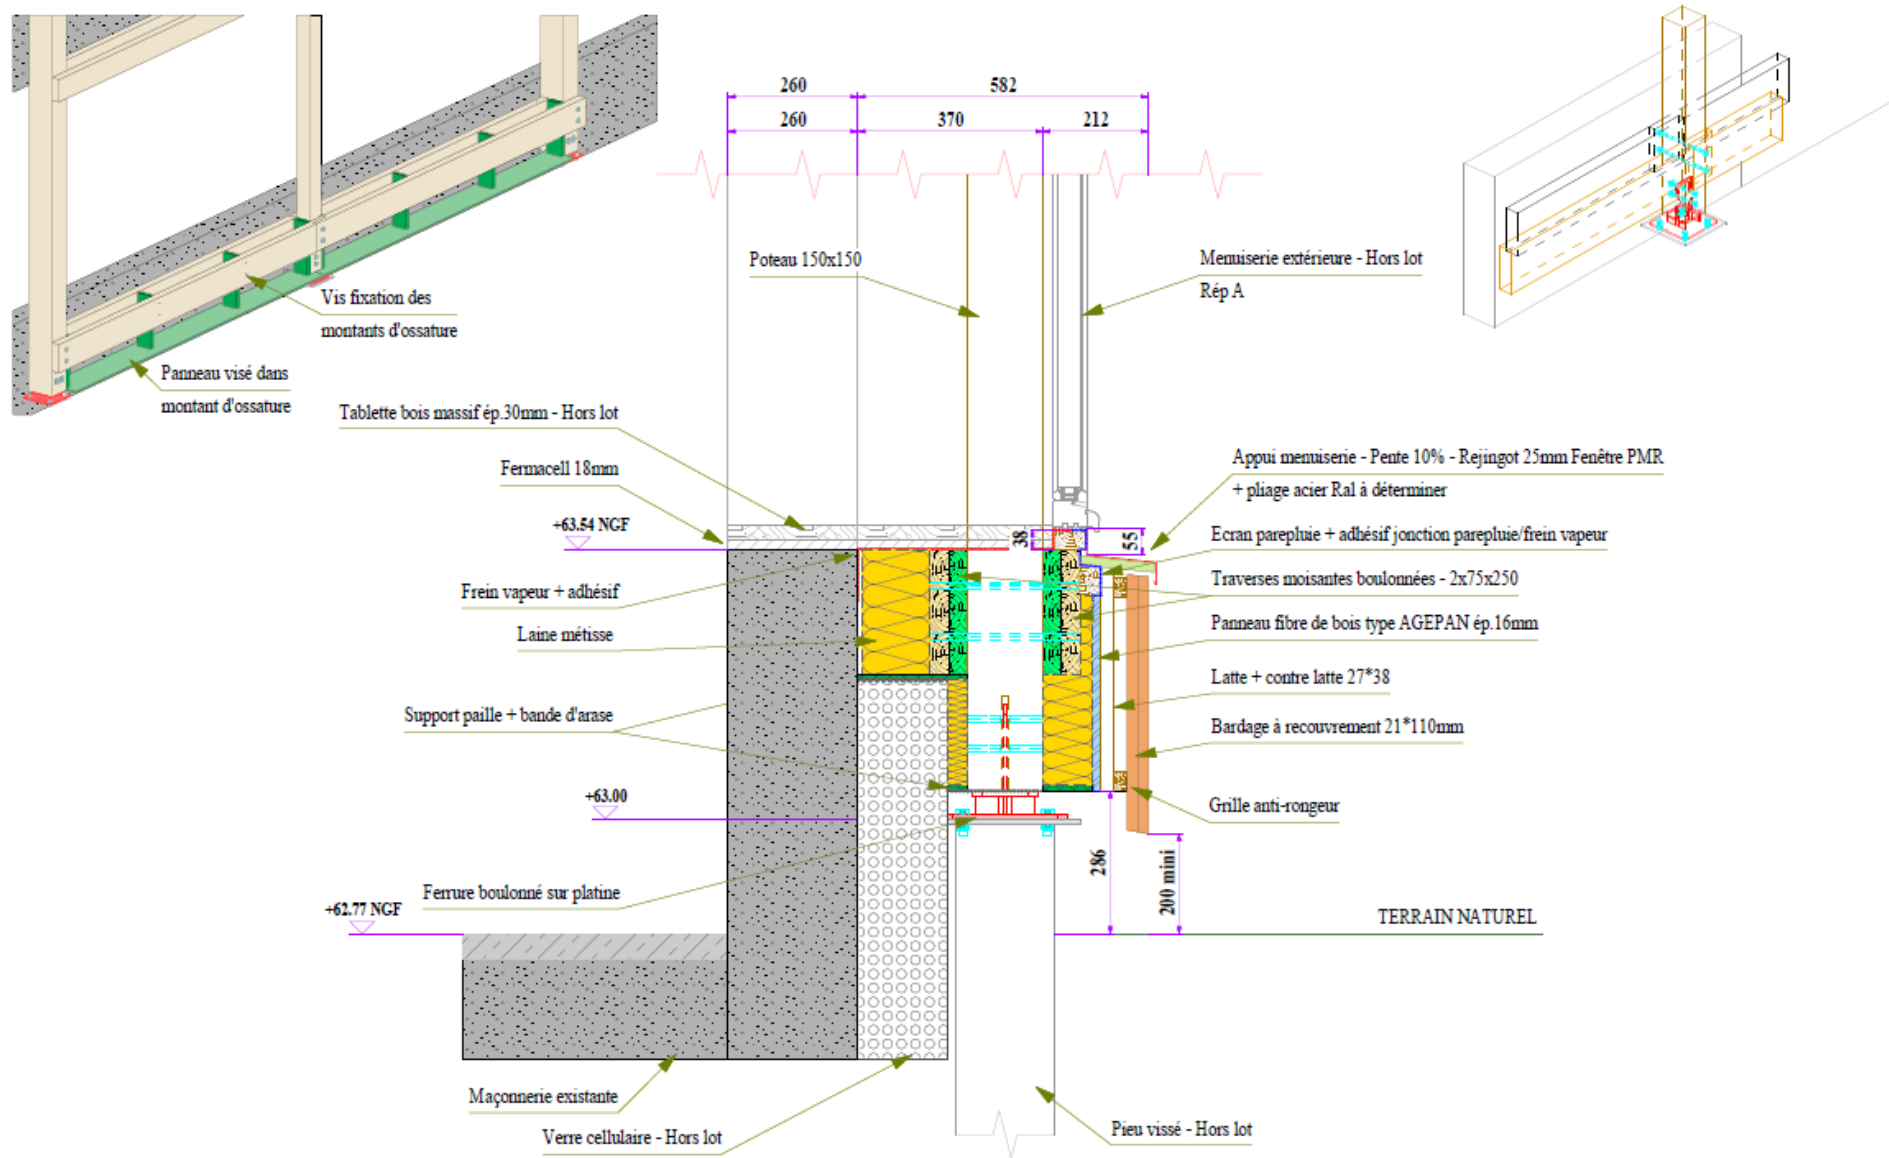 260
582
260
370
212
Poteau 150x150
Menuiserie extérieure - Hors lot
Rép A
Vis fixation des
montants d'ossature
Panneau visé dans
montant d'ossature
Tablette bois massif ép.30mm - Hors lot
Fermacell 18mm
+63.54 NGF
Appui menuiserie - Pente 10% - Rejingot 25mm Fenêtre PMR
+ pliage acier Ral à déterminer
38
55
Ecran parepluie + adhésif jonction parepluie/frein vapeur
Frein vapeur + adhésif
Traverses moisantes boulonnées - 2x75x250
Laine métisse
Panneau fibre de bois type AGEPAN ép.16mm
Latte + contre latte 27*38
Support paille + bande d'arase
Bardage à recouvrement 21*110mm
+63.00
Grille anti-rongeur
286
200 mini
Ferrure boulonné sur platine
+62.77 NGF
TERRAIN NATUREL
Maçonnerie existante
Verre cellulaire - Hors lot
Pieu vissé - Hors lot